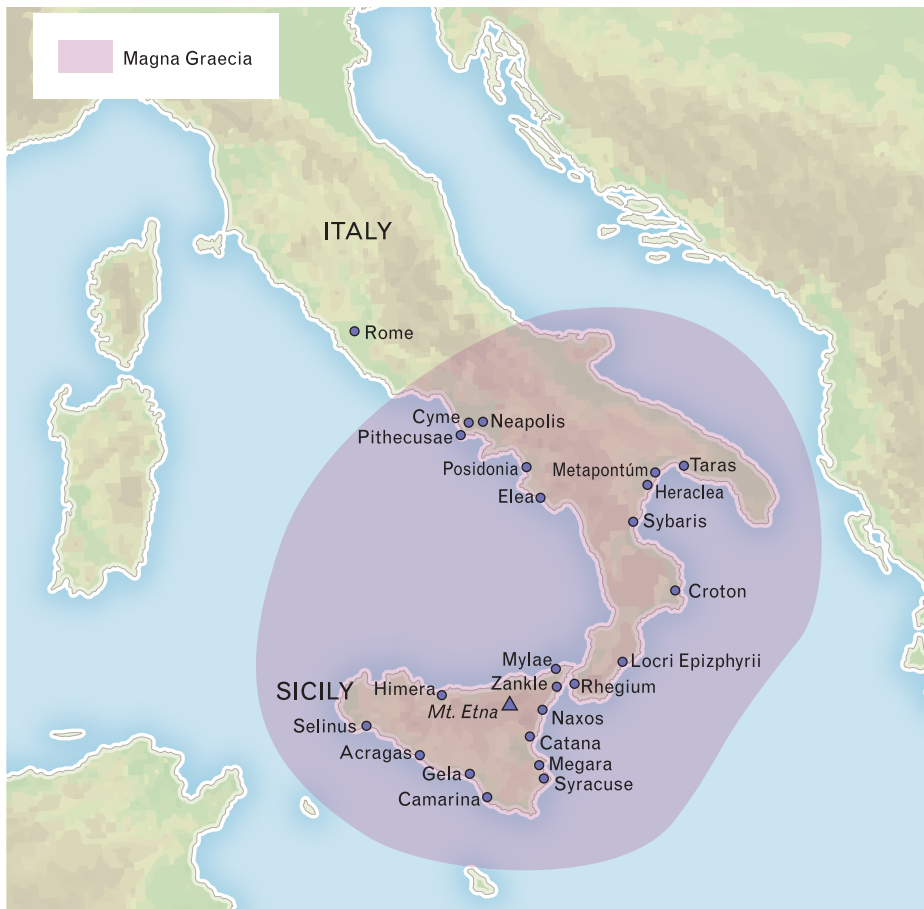 Magna Graecia
ITALY
Rome
Cyme
Neapolis
Pithecusae
Posidonia
Metapontúm
Taras
Elea
Heraclea
Sybaris
Croton
Mylae
Locri Epizphyrii
SICILY
Himera
Zankle
Rhegium
Mt. Etna
Naxos
Selinus
Catana
Acragas
Megara
Gela
Syracuse
Camarina